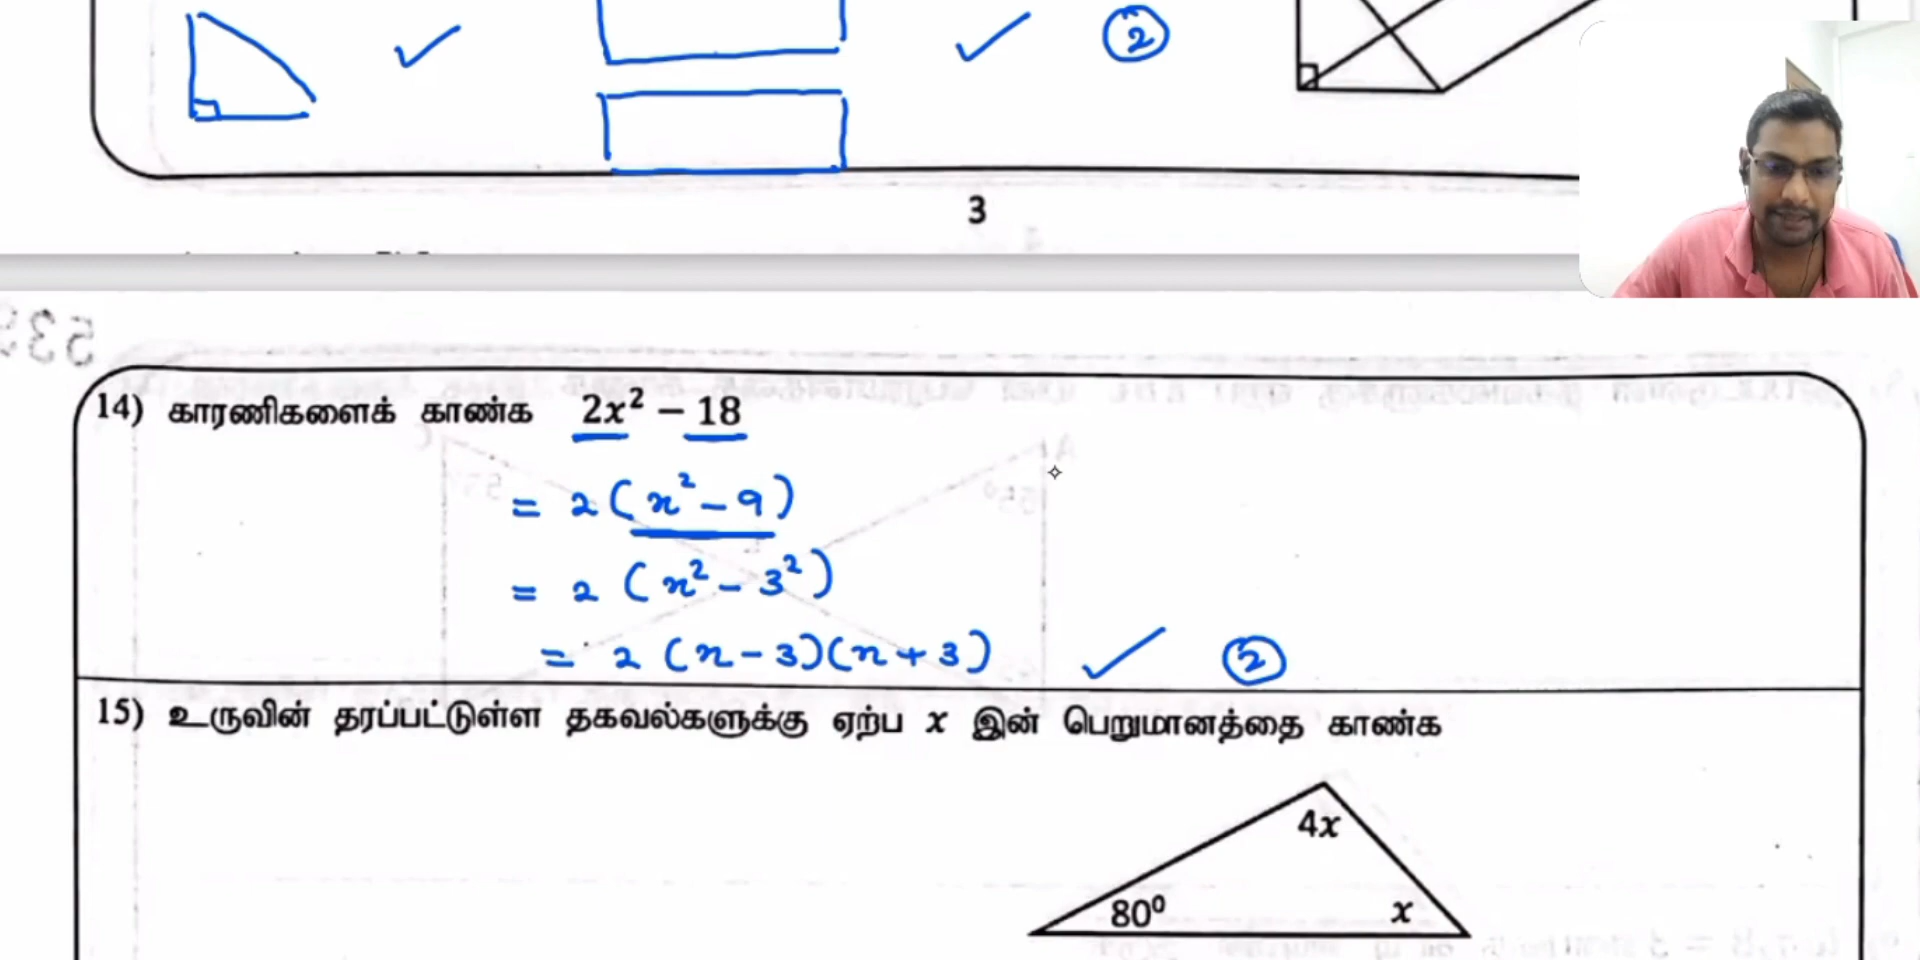 2
3
14) காரணிகளைக் காண்க 2x² − 18
= 2 (x² − 9)
= 2 (x² − 3²)
= 2 (x − 3)(x + 3) ✓ 2
15) உருவின் தரப்பட்டுள்ள தகவல்களுக்கு ஏற்ப x இன் பெறுமானத்தை காண்க
4x
80⁰ x